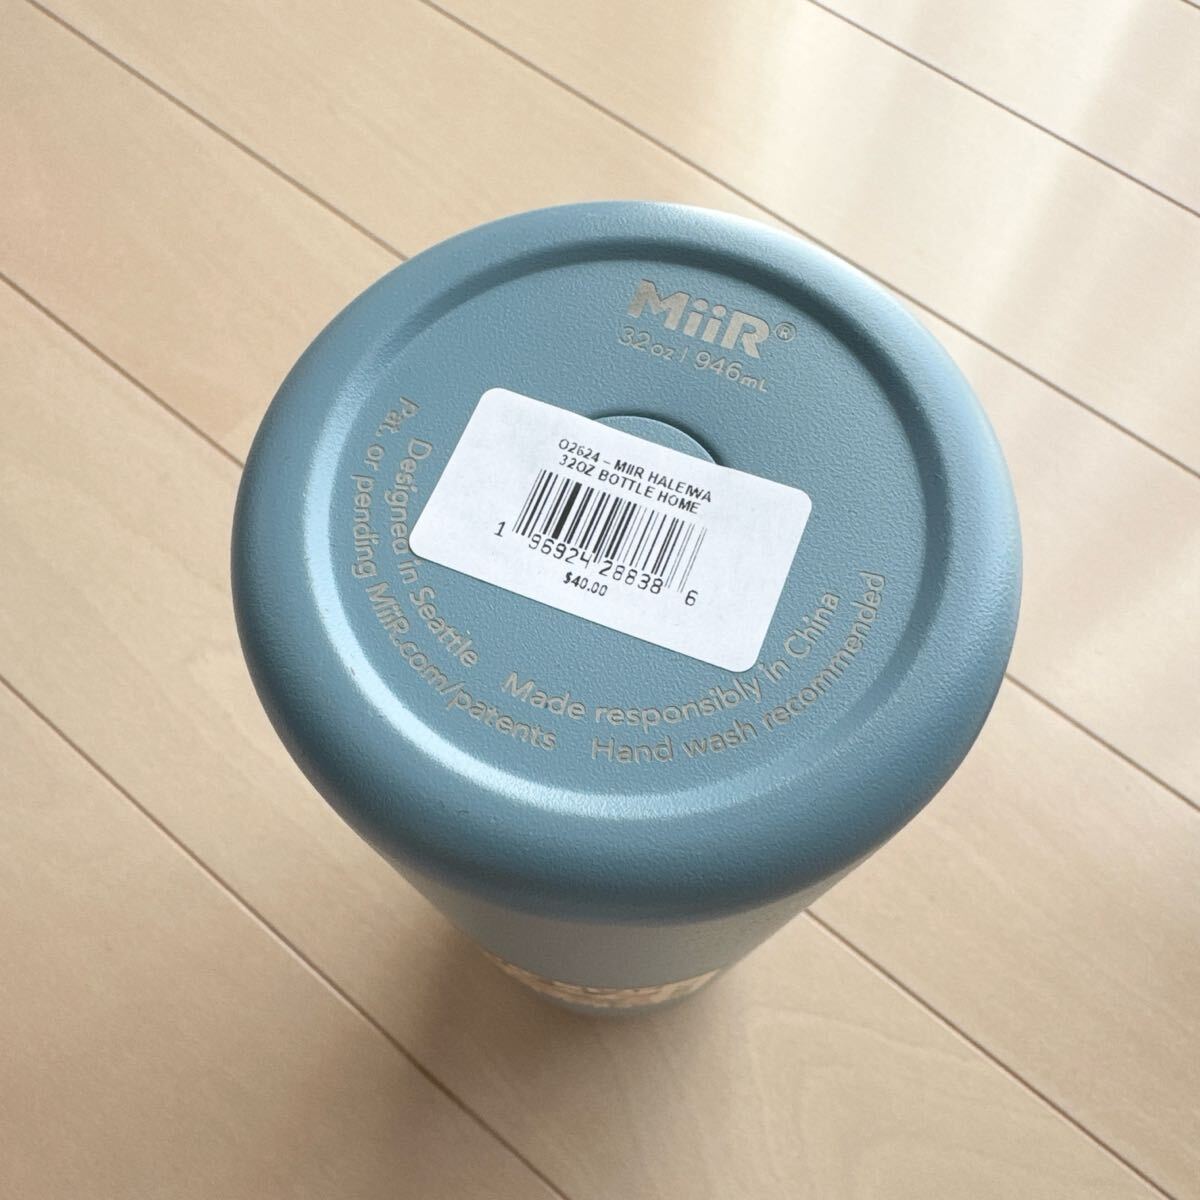 MiiR®
32oz | 946mL
O2624 - MIIR HALEIWA
32OZ BOTTLE HOME
1 96924 28838 6
$40.00
Designed in Seattle Made responsibly in China
Pat. or pending MiiR.com/patents Hand wash recommended